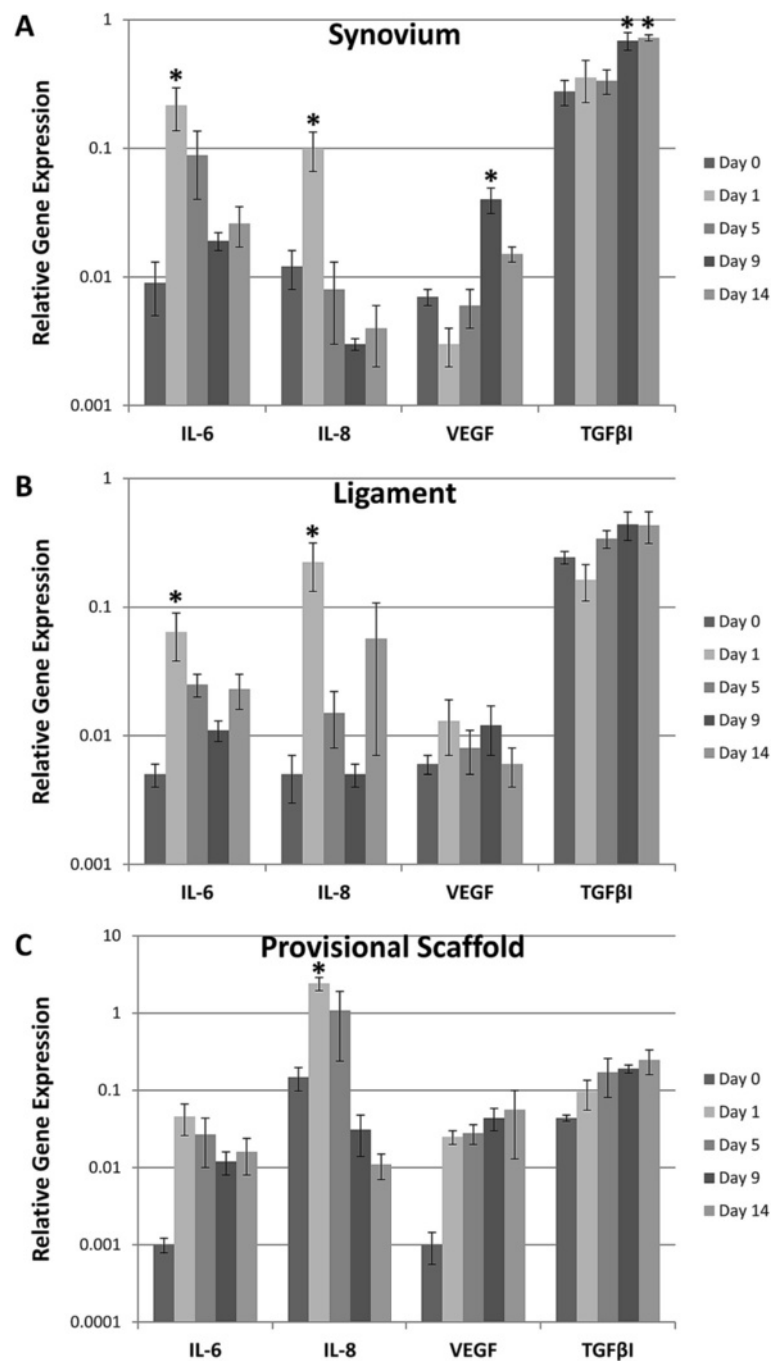 A
Synovium
Relative Gene Expression
1
0.1
0.01
0.001
* * * * *
IL-6 IL-8 VEGF TGFβI
Day 0
Day 1
Day 5
Day 9
Day 14
B
Ligament
Relative Gene Expression
1
0.1
0.01
0.001
* *
IL-6 IL-8 VEGF TGFβI
Day 0
Day 1
Day 5
Day 9
Day 14
C
Provisional Scaffold
Relative Gene Expression
10
1
0.1
0.01
0.001
0.0001
*
IL-6 IL-8 VEGF TGFβI
Day 0
Day 1
Day 5
Day 9
Day 14